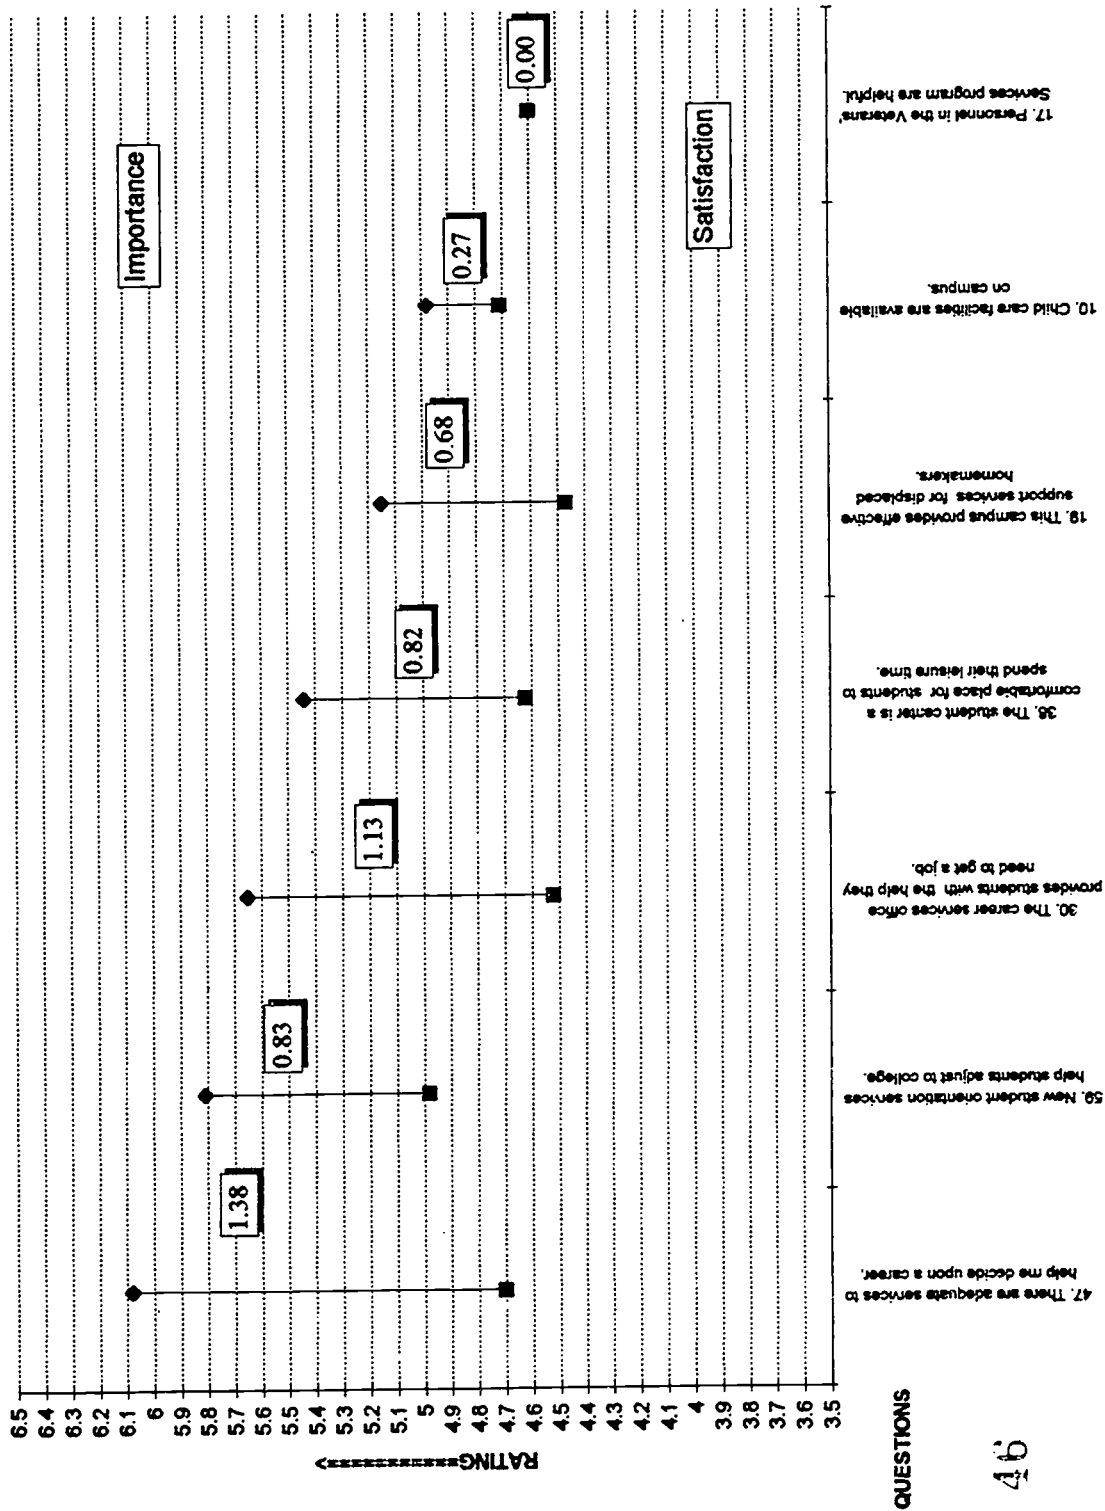 6.5
6.4
6.3
6.2
6.1
6
5.9
5.8
5.7
5.6
5.5
5.4
5.3
5.2
5.1
5
4.9
4.8
4.7
4.6
4.5
4.4
4.3
4.2
4.1
4
3.9
3.8
3.7
3.6
3.5
RATING============>
Importance
Satisfaction
1.38
0.83
1.13
0.82
0.68
0.27
0.00
QUESTIONS
47. There are adequate services to
help me decide upon a career.
59. New student orientation services
help students adjust to college.
30. The career services office
provides students with the help they
need to get a job.
38. The student center is a
comfortable place for students to
spend their leisure time.
19. This campus provides effective
support services for displaced
homemakers.
10. Child care facilities are available
on campus.
17. Personnel in the Veterans'
Services program are helpful.
46